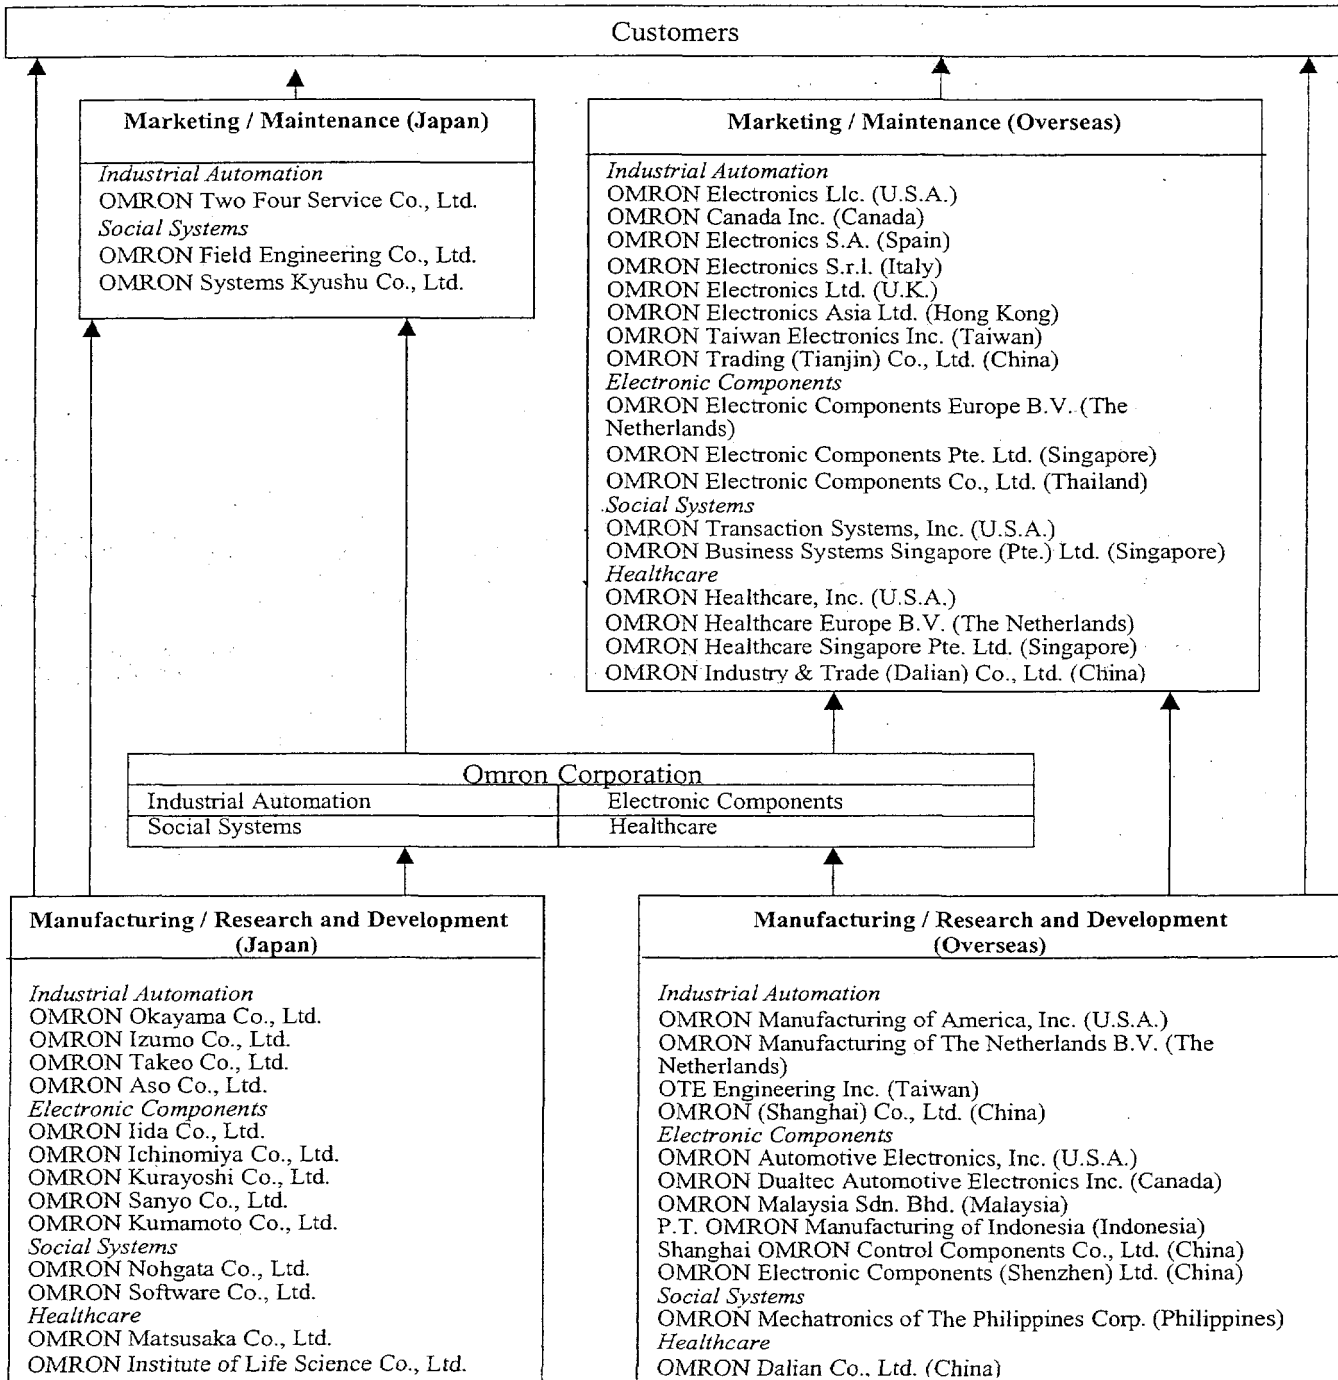 Customers
Marketing / Maintenance (Japan)
Industrial Automation
OMRON Two Four Service Co., Ltd.
Social Systems
OMRON Field Engineering Co., Ltd.
OMRON Systems Kyushu Co., Ltd.
Marketing / Maintenance (Overseas)
Industrial Automation
OMRON Electronics Llc. (U.S.A.)
OMRON Canada Inc. (Canada)
OMRON Electronics S.A. (Spain)
OMRON Electronics S.r.l. (Italy)
OMRON Electronics Ltd. (U.K.)
OMRON Electronics Asia Ltd. (Hong Kong)
OMRON Taiwan Electronics Inc. (Taiwan)
OMRON Trading (Tianjin) Co., Ltd. (China)
Electronic Components
OMRON Electronic Components Europe B.V. (The
Netherlands)
OMRON Electronic Components Pte. Ltd. (Singapore)
OMRON Electronic Components Co., Ltd. (Thailand)
Social Systems
OMRON Transaction Systems, Inc. (U.S.A.)
OMRON Business Systems Singapore (Pte.) Ltd. (Singapore)
Healthcare
OMRON Healthcare, Inc. (U.S.A.)
OMRON Healthcare Europe B.V. (The Netherlands)
OMRON Healthcare Singapore Pte. Ltd. (Singapore)
OMRON Industry & Trade (Dalian) Co., Ltd. (China)
Omron Corporation
Industrial Automation
Electronic Components
Social Systems
Healthcare
Manufacturing / Research and Development
(Japan)
Industrial Automation
OMRON Okayama Co., Ltd.
OMRON Izumo Co., Ltd.
OMRON Takeo Co., Ltd.
OMRON Aso Co., Ltd.
Electronic Components
OMRON Iida Co., Ltd.
OMRON Ichinomiya Co., Ltd.
OMRON Kurayoshi Co., Ltd.
OMRON Sanyo Co., Ltd.
OMRON Kumamoto Co., Ltd.
Social Systems
OMRON Nohgata Co., Ltd.
OMRON Software Co., Ltd.
Healthcare
OMRON Matsusaka Co., Ltd.
OMRON Institute of Life Science Co., Ltd.
Manufacturing / Research and Development
(Overseas)
Industrial Automation
OMRON Manufacturing of America, Inc. (U.S.A.)
OMRON Manufacturing of The Netherlands B.V. (The
Netherlands)
OTE Engineering Inc. (Taiwan)
OMRON (Shanghai) Co., Ltd. (China)
Electronic Components
OMRON Automotive Electronics, Inc. (U.S.A.)
OMRON Dualtec Automotive Electronics Inc. (Canada)
OMRON Malaysia Sdn. Bhd. (Malaysia)
P.T. OMRON Manufacturing of Indonesia (Indonesia)
Shanghai OMRON Control Components Co., Ltd. (China)
OMRON Electronic Components (Shenzhen) Ltd. (China)
Social Systems
OMRON Mechatronics of The Philippines Corp. (Philippines)
Healthcare
OMRON Dalian Co., Ltd. (China)